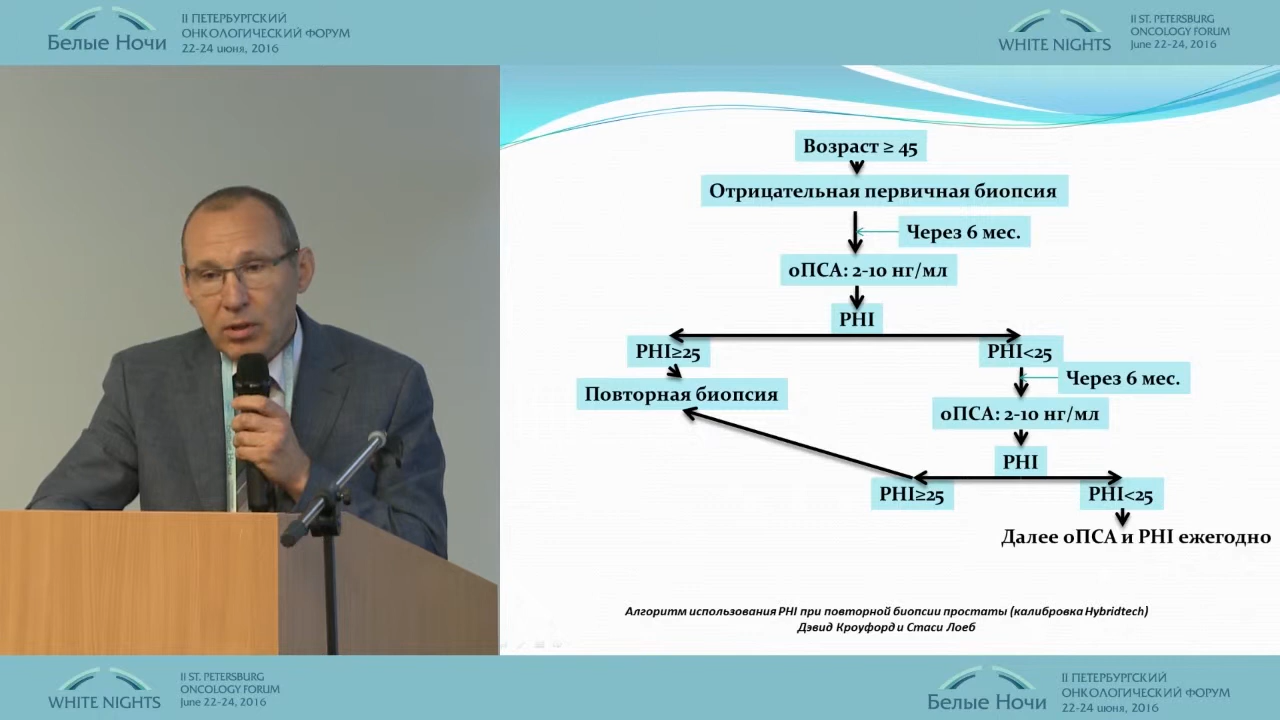 II ПЕТЕРБУРГСКИЙ
ОНКОЛОГИЧЕСКИЙ ФОРУМ
22-24 июня, 2016
Белые Ночи
WHITE NIGHTS
II ST. PETERSBURG
ONCOLOGY FORUM
June 22-24, 2016
Возраст ≥ 45
Отрицательная первичная биопсия
Через 6 мес.
оПСА: 2-10 нг/мл
PHI
PHI≥25
PHI<25
Через 6 мес.
Повторная биопсия
оПСА: 2-10 нг/мл
PHI
PHI≥25
PHI<25
Далее оПСА и PHI ежегодно
Алгоритм использования PHI при повторной биопсии простаты (калибровка Hybridtech)
Дэвид Кроуфорд и Стаси Лоеб
WHITE NIGHTS
II ST. PETERSBURG
ONCOLOGY FORUM
June 22-24, 2016
Белые Ночи
II ПЕТЕРБУРГСКИЙ
ОНКОЛОГИЧЕСКИЙ ФОРУМ
22-24 июня, 2016